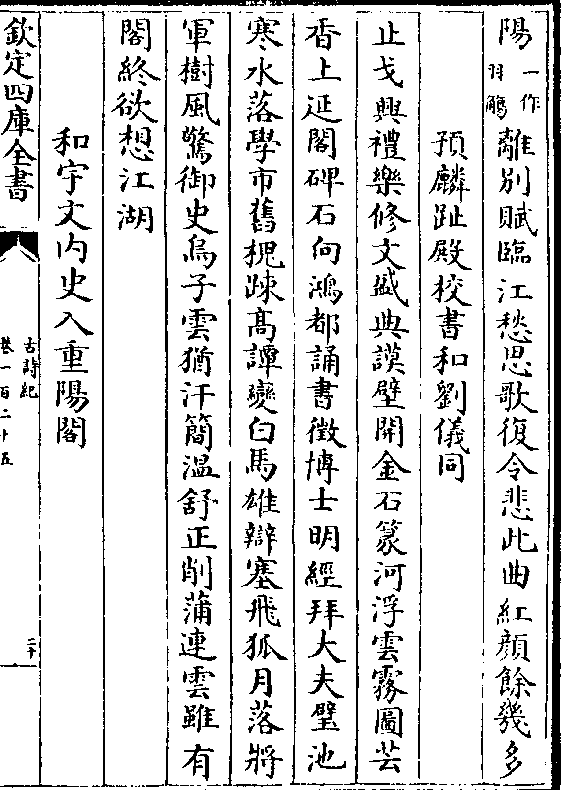 陽一作羽離別賦臨江愁思歌復令悲此曲紅顔餘幾多
預麟趾殿校書和劉儀同
止戈興禮樂修文盛典謨壁開金石篆河浮雲霧圖芸
香上延閣碑石向鴻都誦書徵博士明經拜大夫璧池
寒水落學市舊槐踈高譚變白馬雄辯塞飛狐月落將
軍樹風驚御史烏子雲猶汗簡溫舒正削蒲連雲雖有
閣終欲想江湖
和宇文内史入重陽閣
欽定四庫全書
古詩紀
卷一百二十五
二十